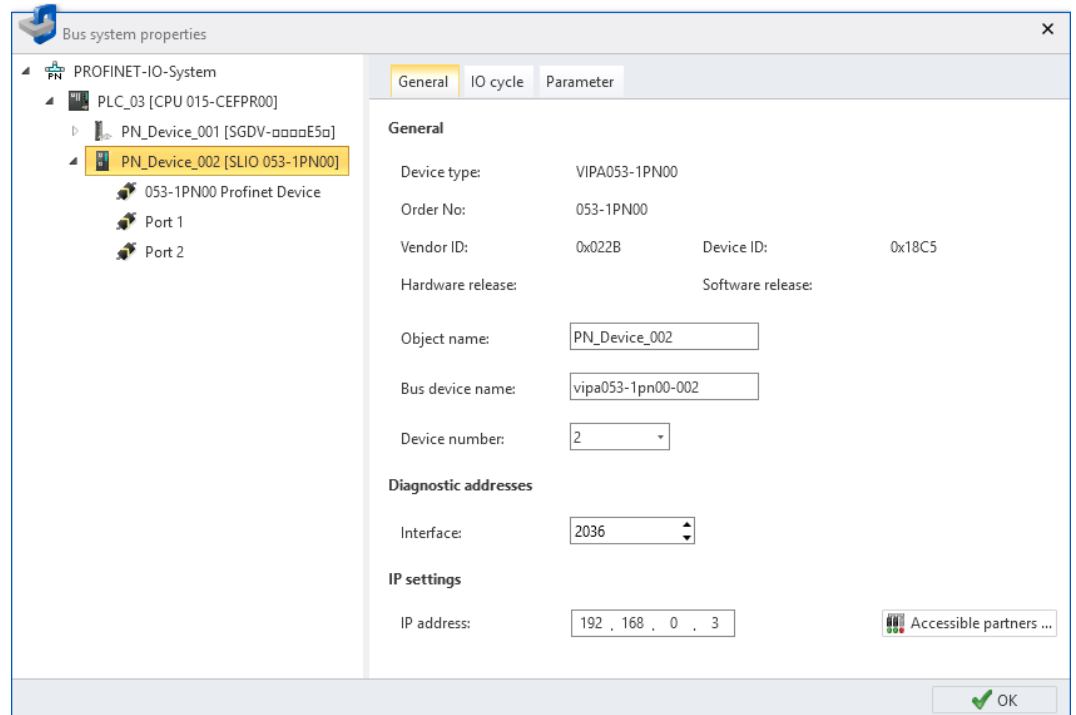 Bus system properties
PROFINET-IO-System
PLC_03 [CPU 015-CEFPR00]
PN_Device_001 [SGDV-□□□□E5□]
PN_Device_002 [SLIO 053-1PN00]
053-1PN00 Profinet Device
Port 1
Port 2
General IO cycle Parameter
General
Device type: VIPA053-1PN00
Order No: 053-1PN00
Vendor ID: 0x022B Device ID: 0x18C5
Hardware release: Software release:
Object name: PN_Device_002
Bus device name: vipa053-1pn00-002
Device number: 2
Diagnostic addresses
Interface: 2036
IP settings
IP address: 192 . 168 . 0 . 3 Accessible partners ...
OK